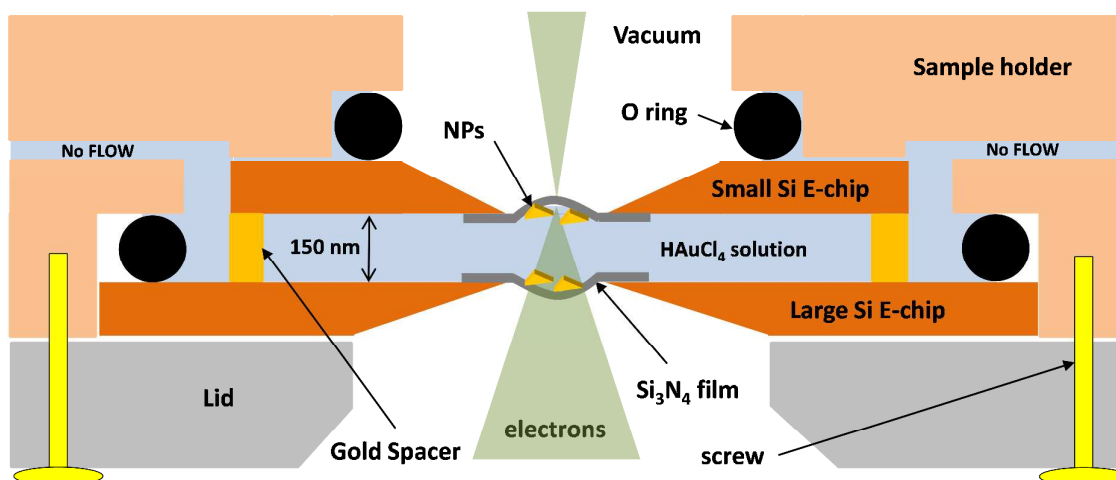 Vacuum
Sample holder
O ring
NPs
No FLOW
No FLOW
Small Si E-chip
150 nm
HAuCl₄ solution
Large Si E-chip
Lid
Si₃N₄ film
electrons
Gold Spacer
screw